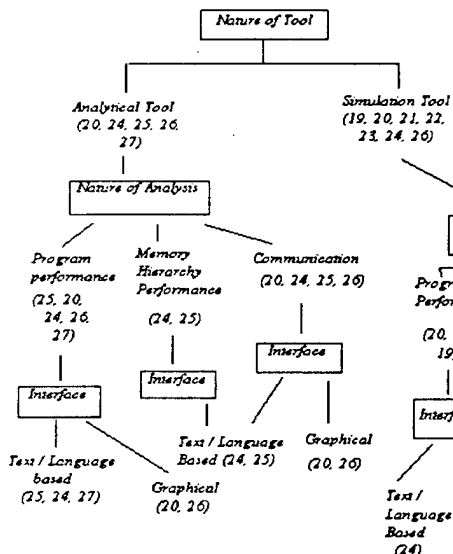 Nature of Tool
Analytical Tool
(20, 24, 25, 26,
27)
Simulation Tool
(19, 20, 21, 22,
23, 24, 26)
Nature of Analysis
Program
performance
(25, 20,
24, 26,
27)
Memory
Hierarchy
Performance
(24, 25)
Communication
(20, 24, 25, 26)
Interface
Interface
Interface
Text / Language
based
(25, 24, 27)
Graphical
(20, 26)
Text / Language
Based (24, 25)
Graphical
(20, 26)
(20,
19)
Text /
Language
Based
(24)